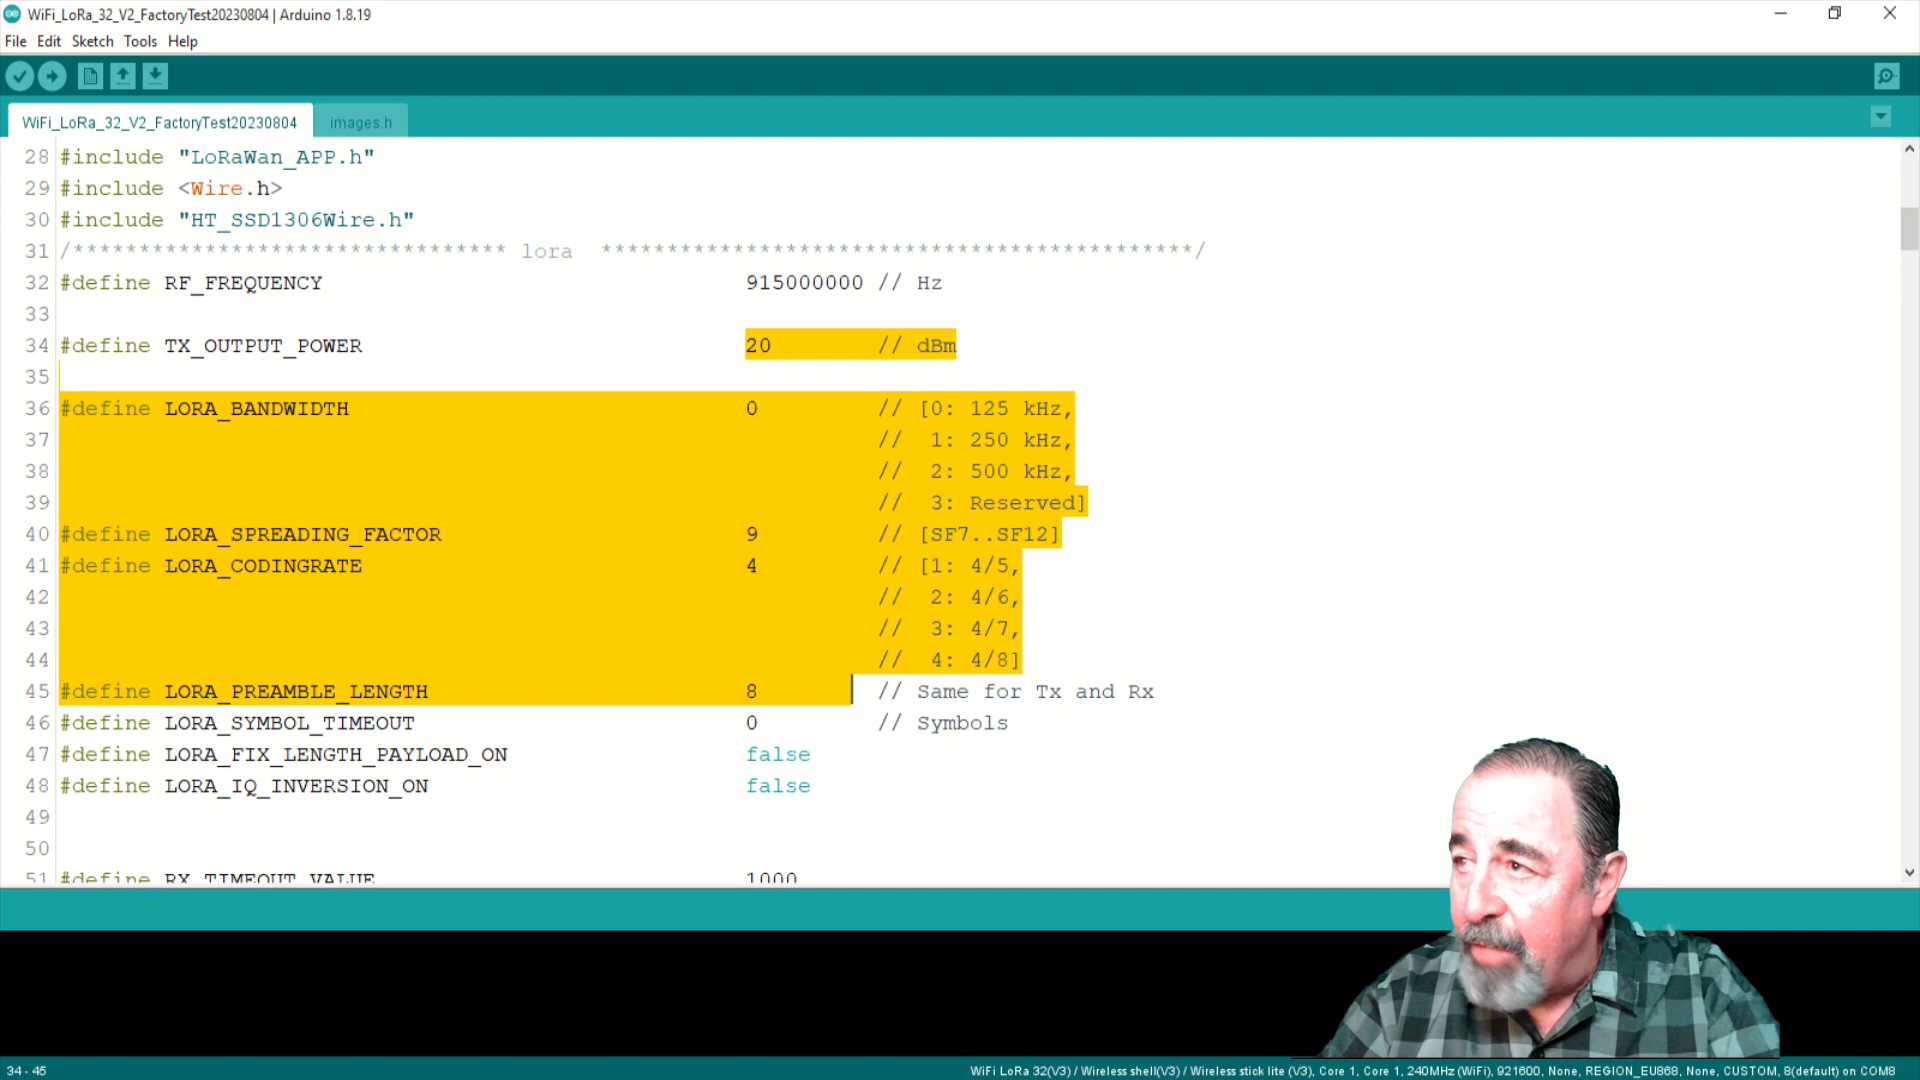 WiFi_LoRa_32_V2_FactoryTest20230804 | Arduino 1.8.19
File Edit Sketch Tools Help
WiFi_LoRa_32_V2_FactoryTest20230804 images.h
28 #include "LoRaWan_APP.h"
29 #include <Wire.h>
30 #include "HT_SSD1306Wire.h"
31 /********************************* lora *********************************************/
32 #define RF_FREQUENCY 915000000 // Hz
33
34 #define TX_OUTPUT_POWER 20 // dBm
35
36 #define LORA_BANDWIDTH 0 // [0: 125 kHz,
37 // 1: 250 kHz,
38 // 2: 500 kHz,
39 // 3: Reserved]
40 #define LORA_SPREADING_FACTOR 9 // [SF7..SF12]
41 #define LORA_CODINGRATE 4 // [1: 4/5,
42 // 2: 4/6,
43 // 3: 4/7,
44 // 4: 4/8]
45 #define LORA_PREAMBLE_LENGTH 8 // Same for Tx and Rx
46 #define LORA_SYMBOL_TIMEOUT 0 // Symbols
47 #define LORA_FIX_LENGTH_PAYLOAD_ON false
48 #define LORA_IQ_INVERSION_ON false
49
50
51 #define RX_TIMEOUT_VALUE 1000
34 - 45 WiFi LoRa 32(V3) / Wireless shell(V3) / Wireless stick lite (V3), Core 1, Core 1, 240MHz (WiFi), 921600, None, REGION_EU868, None, CUSTOM, 8(default) on COM8